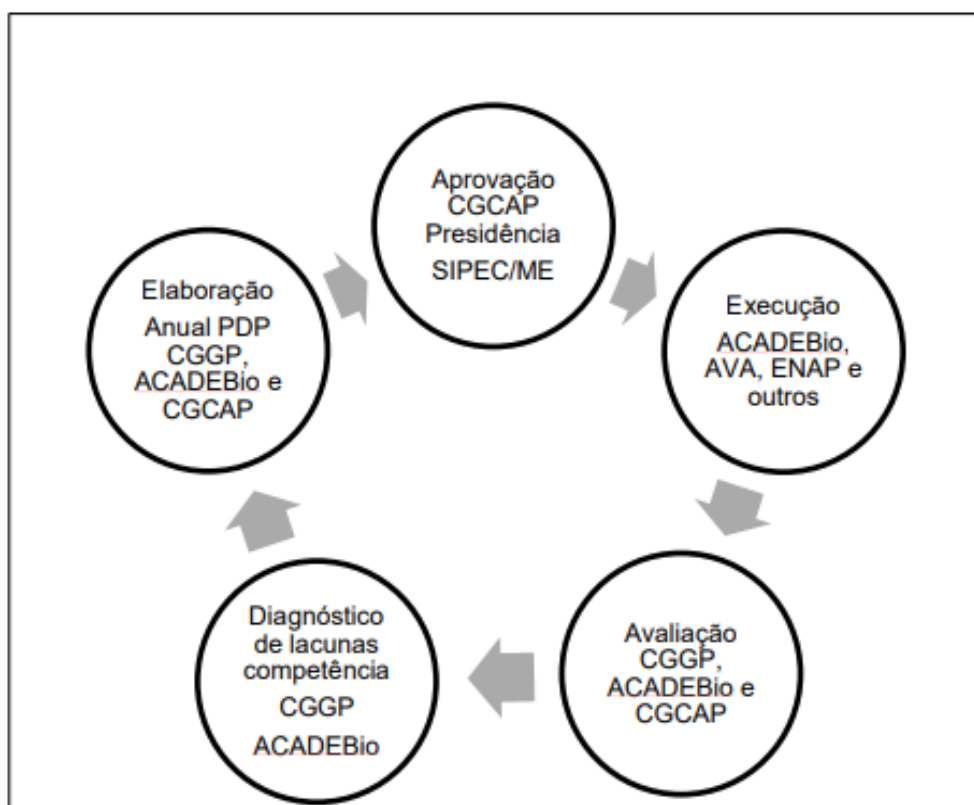 Aprovação
CGCAP
Presidência
SIPEC/ME
Execução
ACADEBio,
AVA, ENAP e
outros
Avaliação
CGGP,
ACADEBio e
CGCAP
Diagnóstico
de lacunas
competência
CGGP
ACADEBio
Elaboração
Anual PDP
CGGP,
ACADEBio e
CGCAP